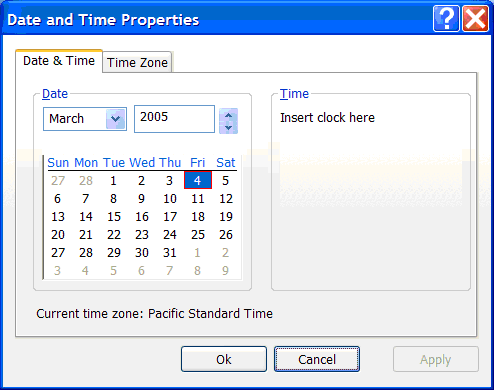 Date and Time Properties
Date & Time Time Zone
Date
March 2005
Sun Mon Tue Wed Thu Fri Sat
27 28 1 2 3 4 5
6 7 8 9 10 11 12
13 14 15 16 17 18 19
20 21 22 23 24 25 26
27 28 29 30 31 1 2
3 4 5 6 7 8 9
Time
Insert clock here
Current time zone: Pacific Standard Time
Ok Cancel Apply